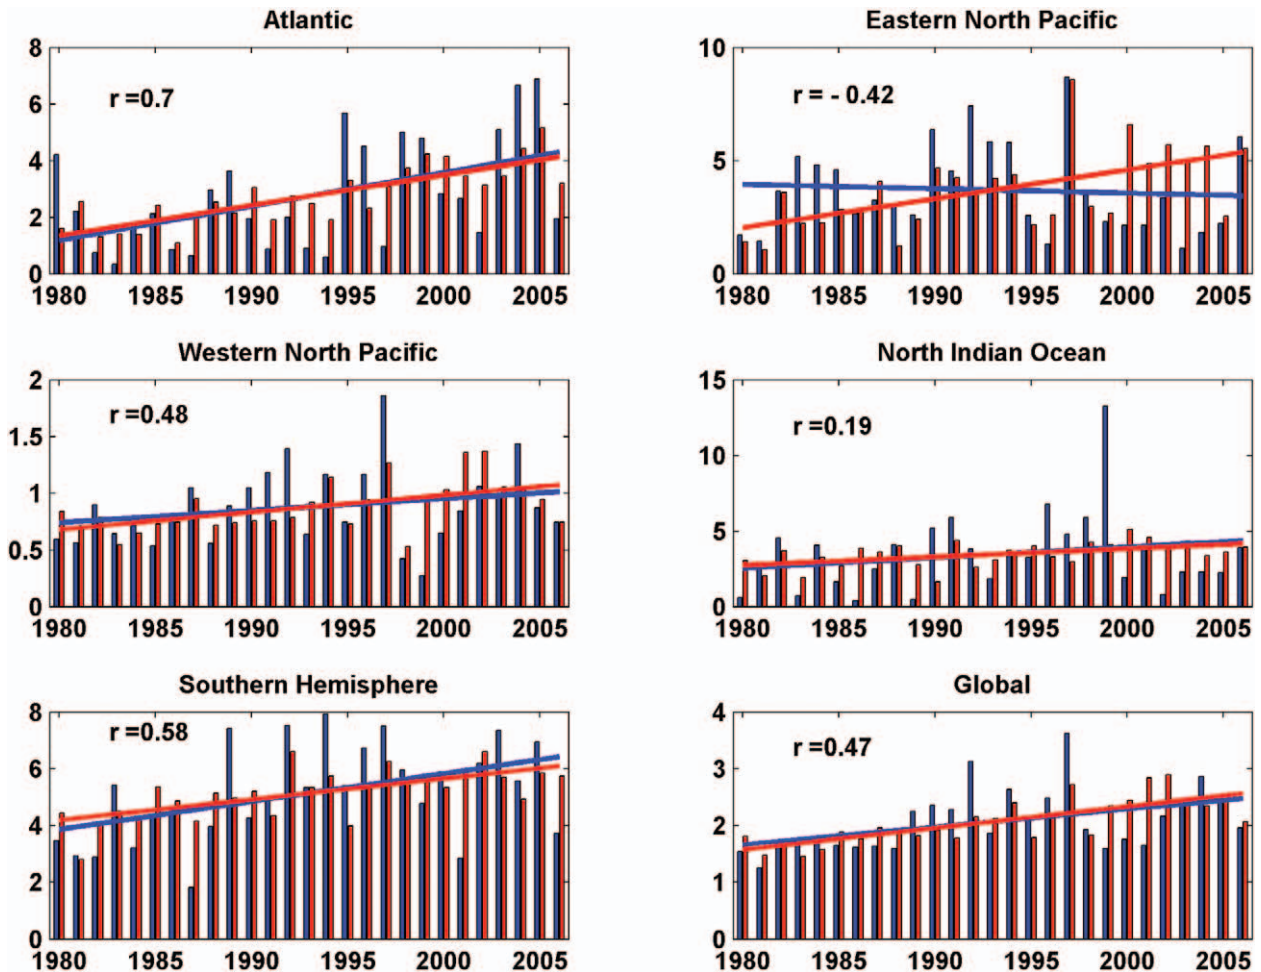 Atlantic
8
6
4
2
0
r =0.7
1980 1985 1990 1995 2000 2005
Eastern North Pacific
10
5
0
r = - 0.42
1980 1985 1990 1995 2000 2005
Western North Pacific
2
1.5
1
0.5
0
r =0.48
1980 1985 1990 1995 2000 2005
North Indian Ocean
15
10
5
0
r =0.19
1980 1985 1990 1995 2000 2005
Southern Hemisphere
8
6
4
2
0
r =0.58
1980 1985 1990 1995 2000 2005
Global
4
3
2
1
0
r =0.47
1980 1985 1990 1995 2000 2005